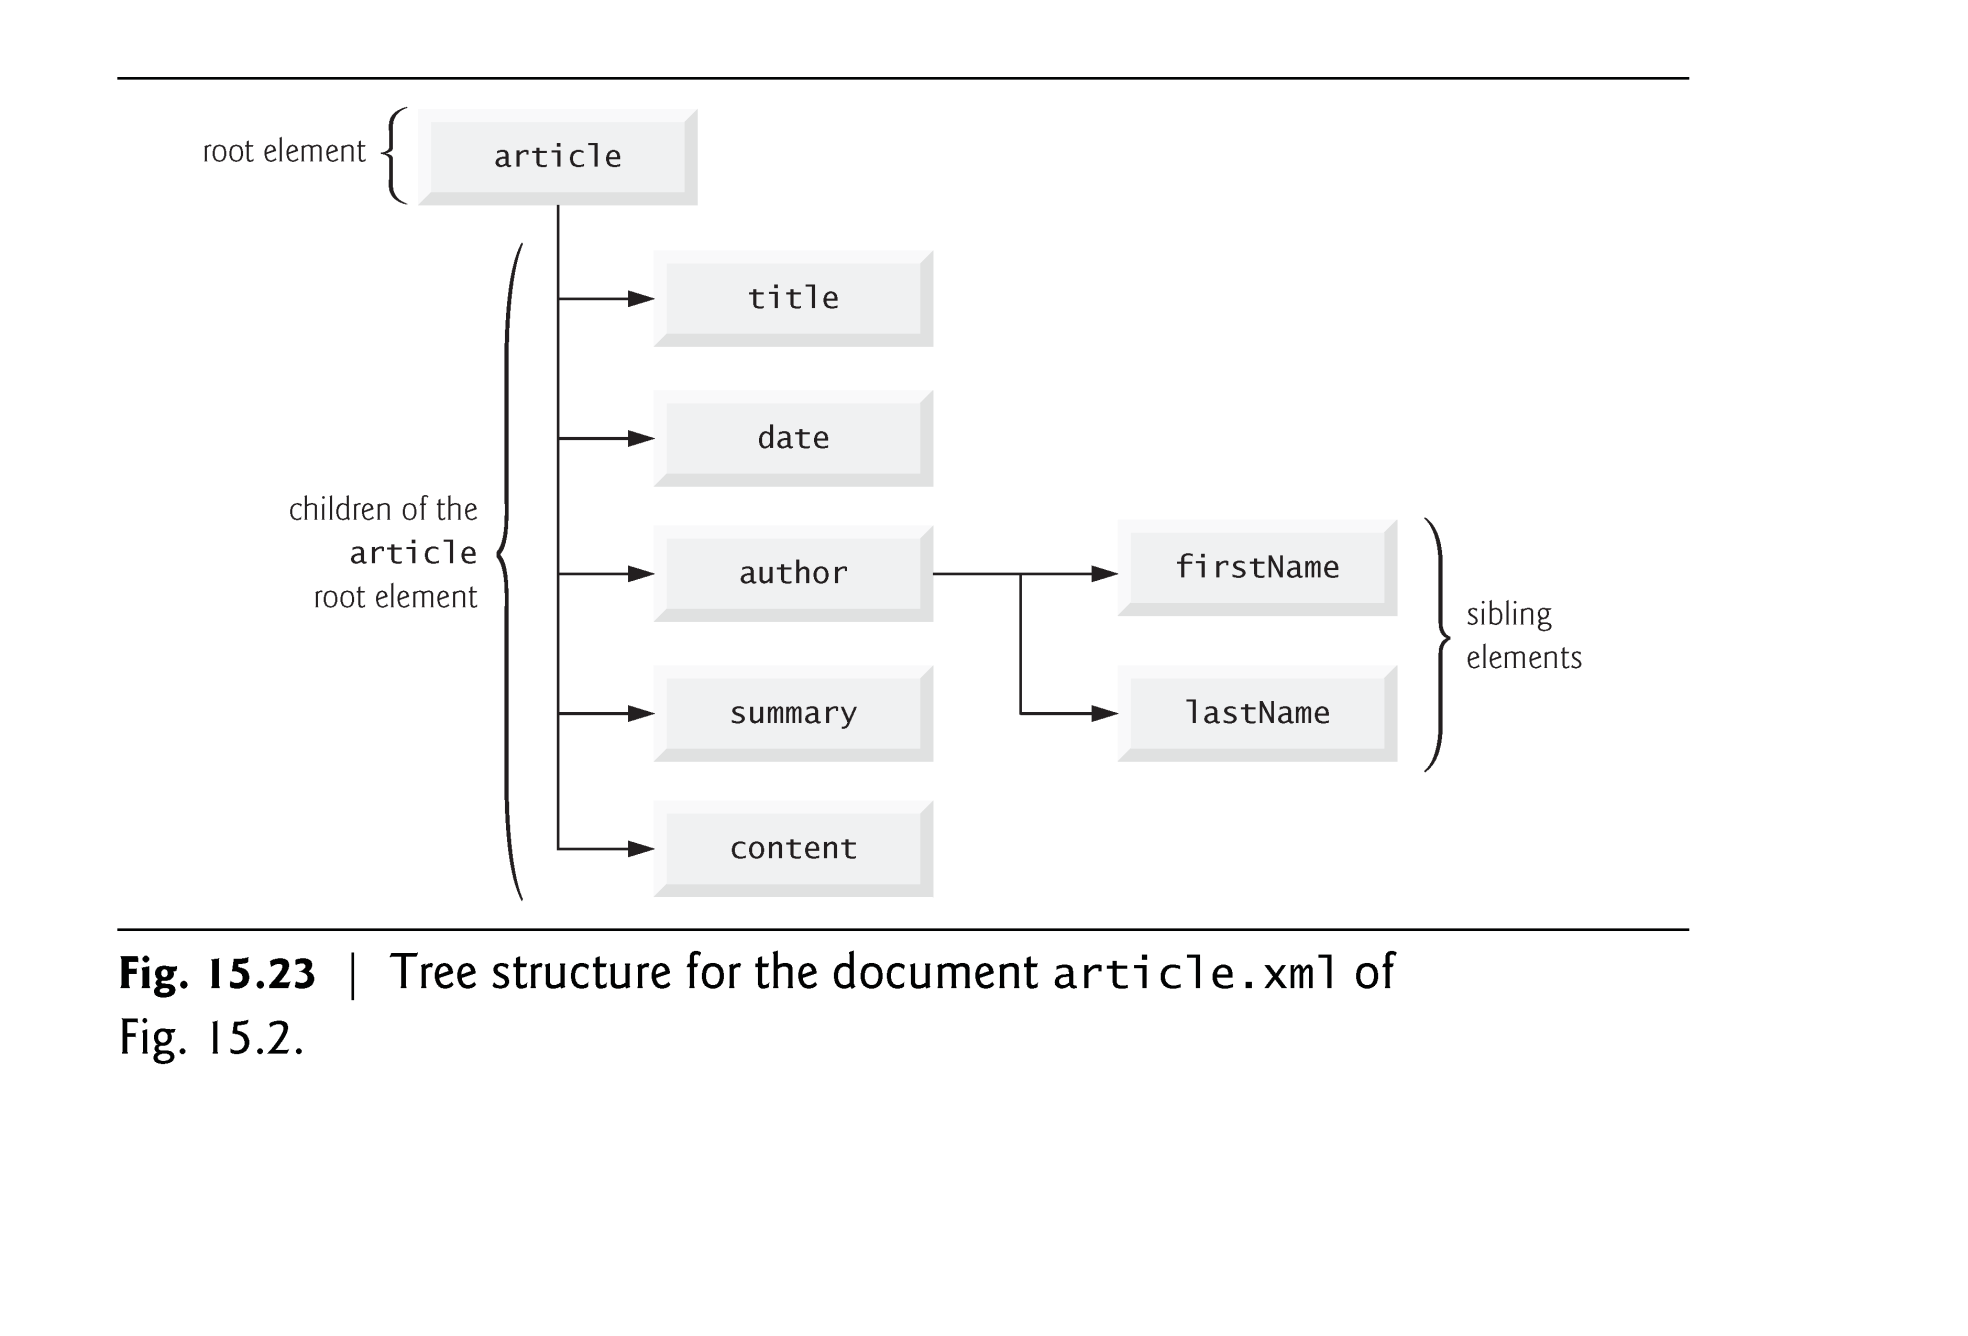 root element
article
title
date
children of the
article
root element
author
firstName
lastName
sibling
elements
summary
content
Fig. 15.23 | Tree structure for the document article.xml of
Fig. 15.2.